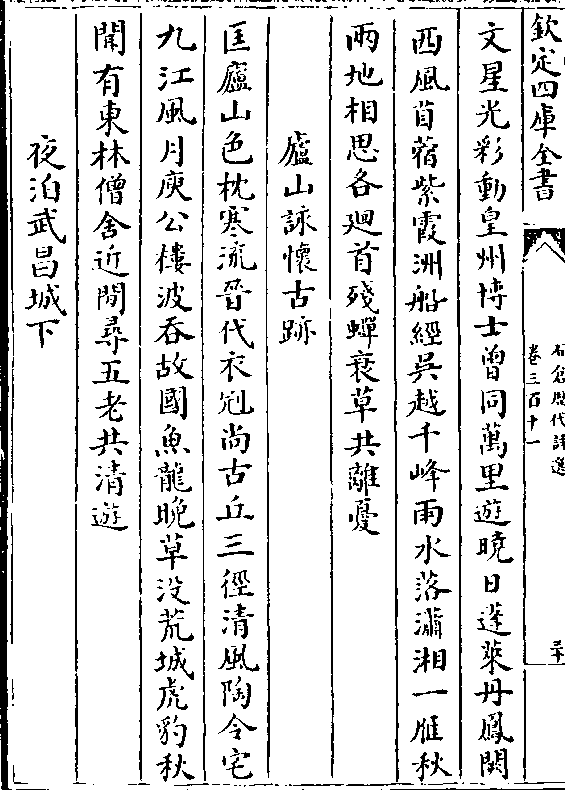 欽定四庫全書
石倉歷代詩選
卷三百十一
三十
文星光彩動皇州博士曾同萬里遊曉日蓬萊丹鳳闕
西風苜蓿紫霞洲船經吳越千峰雨水落瀟湘一雁秋
兩地相思各廻首殘蟬衰草共離憂
廬山詠懷古跡
匡廬山色枕寒流晉代衣冠尚古丘三徑清風陶令宅
九江風月庾公樓波吞故國魚龍晚草没荒城虎豹秋
聞有東林僧舍近閒尋五老共清遊
夜泊武昌城下